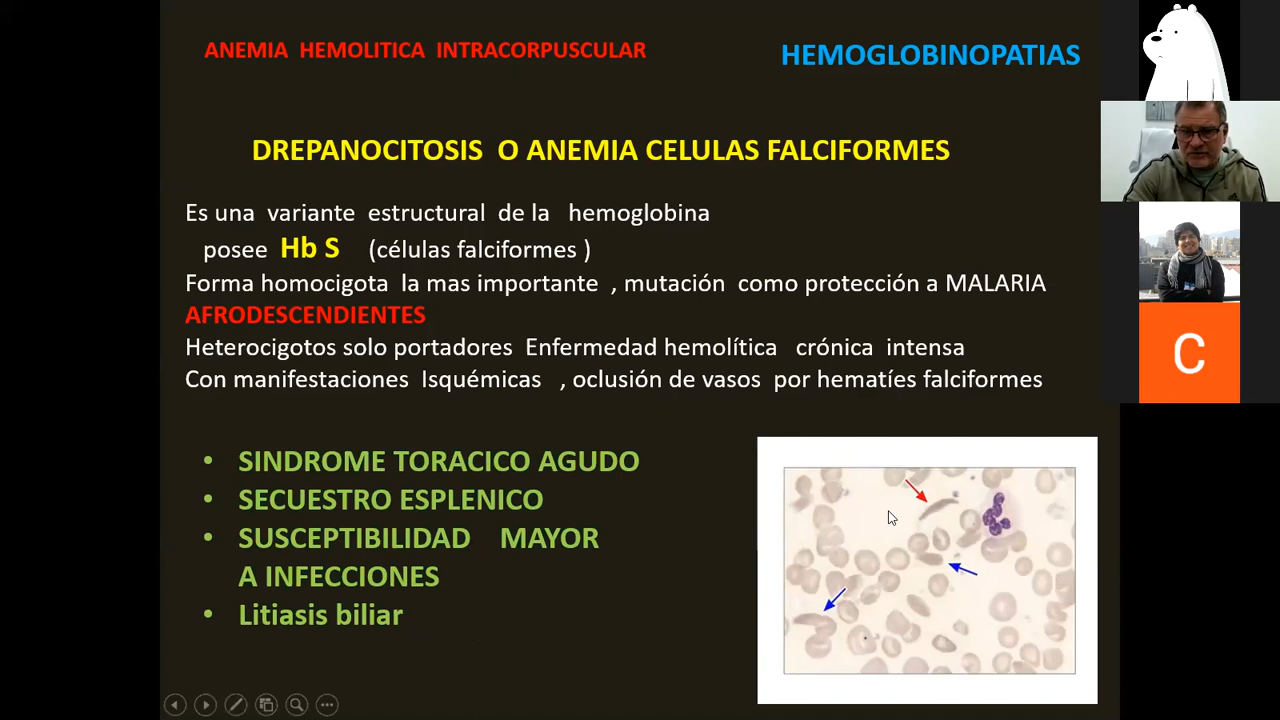 ANEMIA HEMOLITICA INTRACORPUSCULAR
HEMOGLOBINOPATIAS
DREPANOCITOSIS O ANEMIA CELULAS FALCIFORMES
Es una variante estructural de la hemoglobina
posee Hb S (células falciformes )
Forma homocigota la mas importante , mutación como protección a MALARIA
AFRODESCENDIENTES
Heterocigotos solo portadores Enfermedad hemolítica crónica intensa
Con manifestaciones Isquémicas , oclusión de vasos por hematíes falciformes
• SINDROME TORACICO AGUDO
• SECUESTRO ESPLENICO
• SUSCEPTIBILIDAD MAYOR
A INFECCIONES
• Litiasis biliar
C